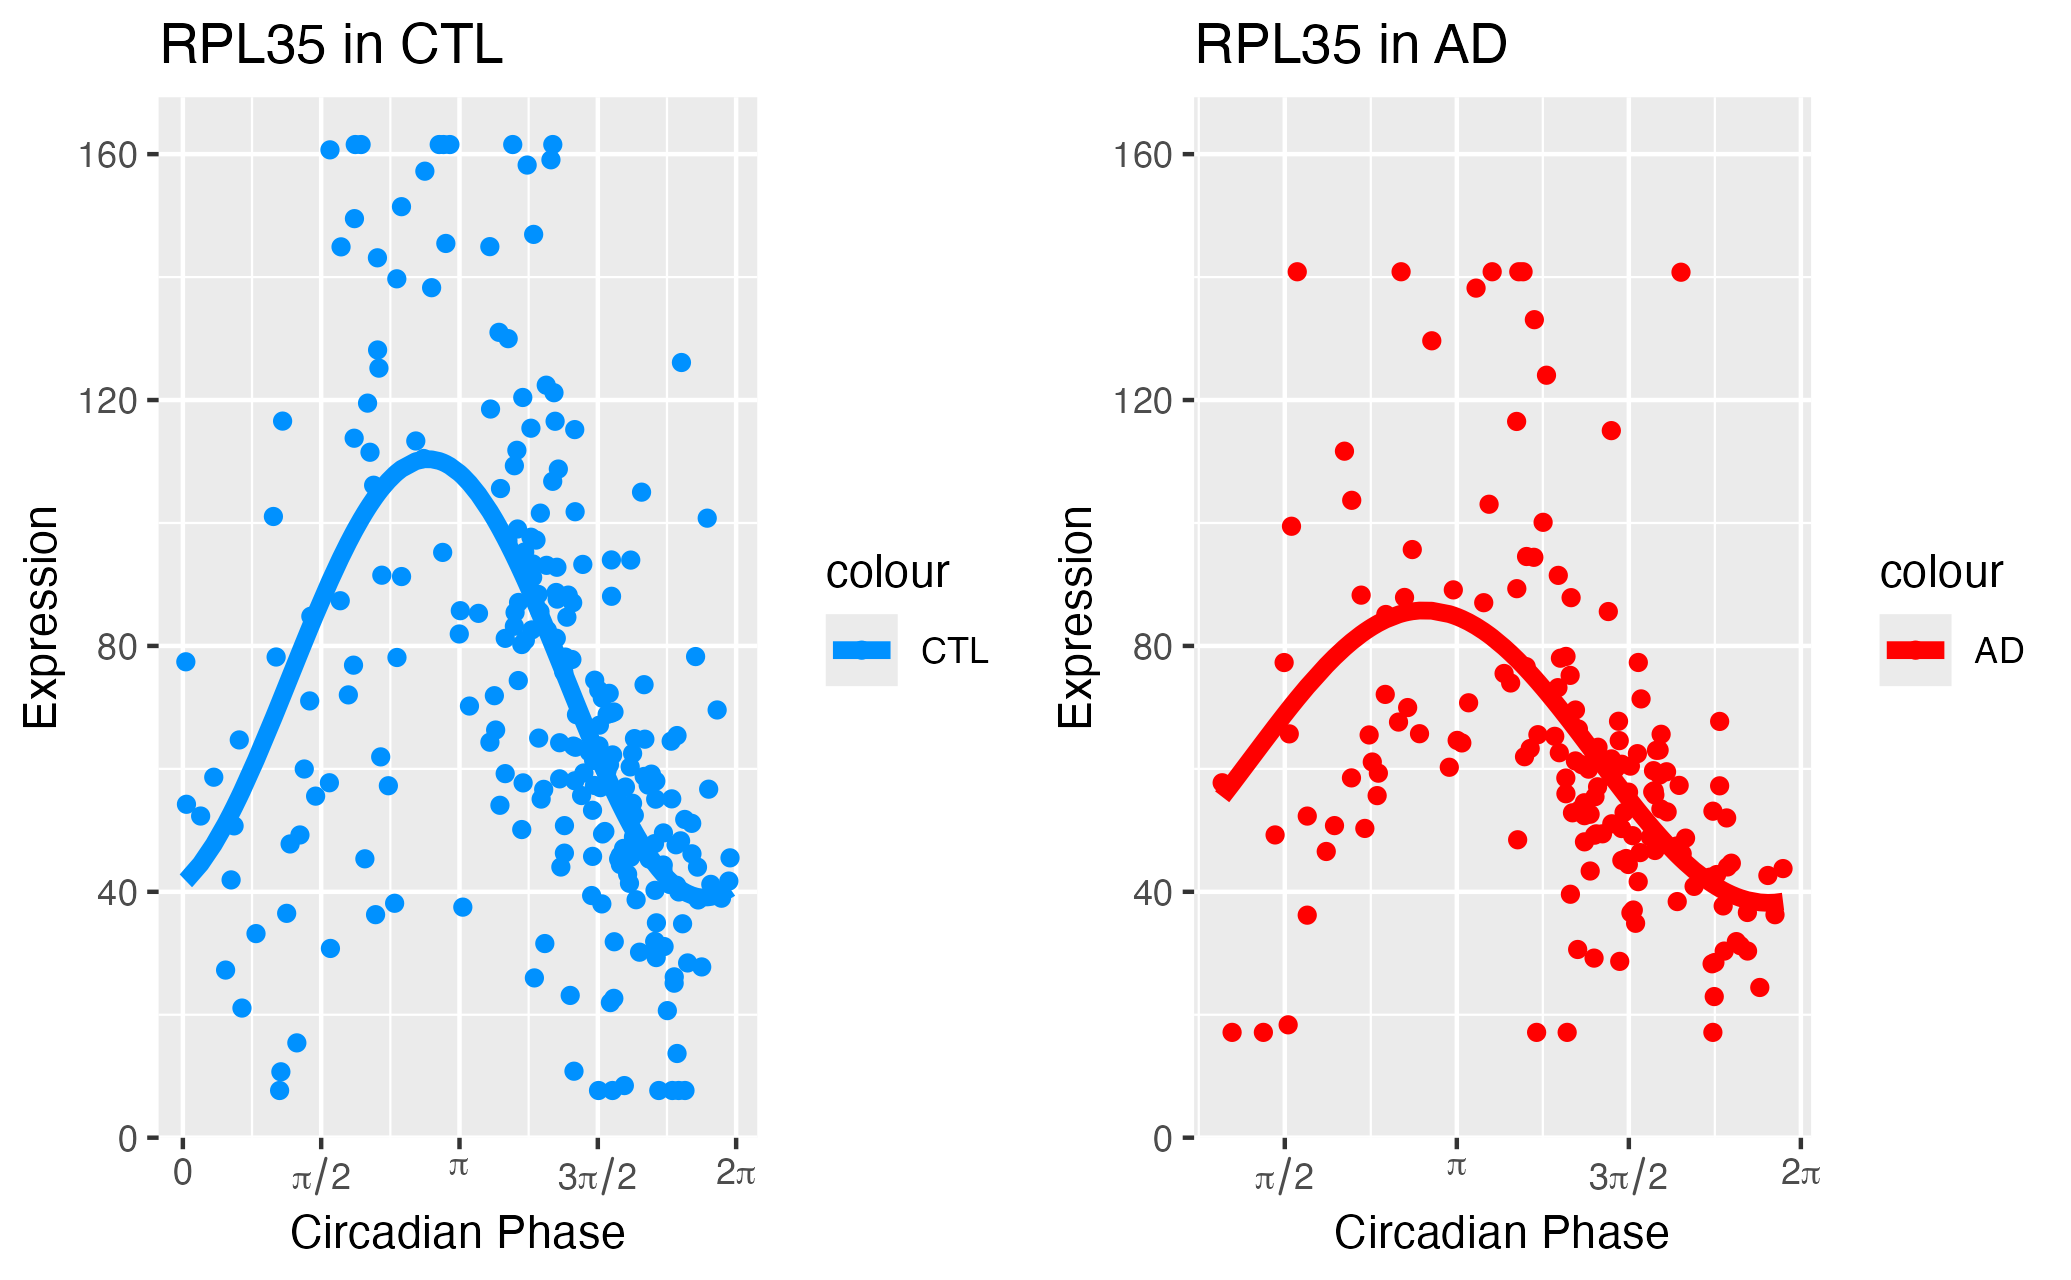 RPL35 in CTL
160
120
80
40
0
Expression
0 π/2 π 3π/2 2π
Circadian Phase
colour
CTL
RPL35 in AD
160
120
80
40
0
Expression
π/2 π 3π/2 2π
Circadian Phase
colour
AD